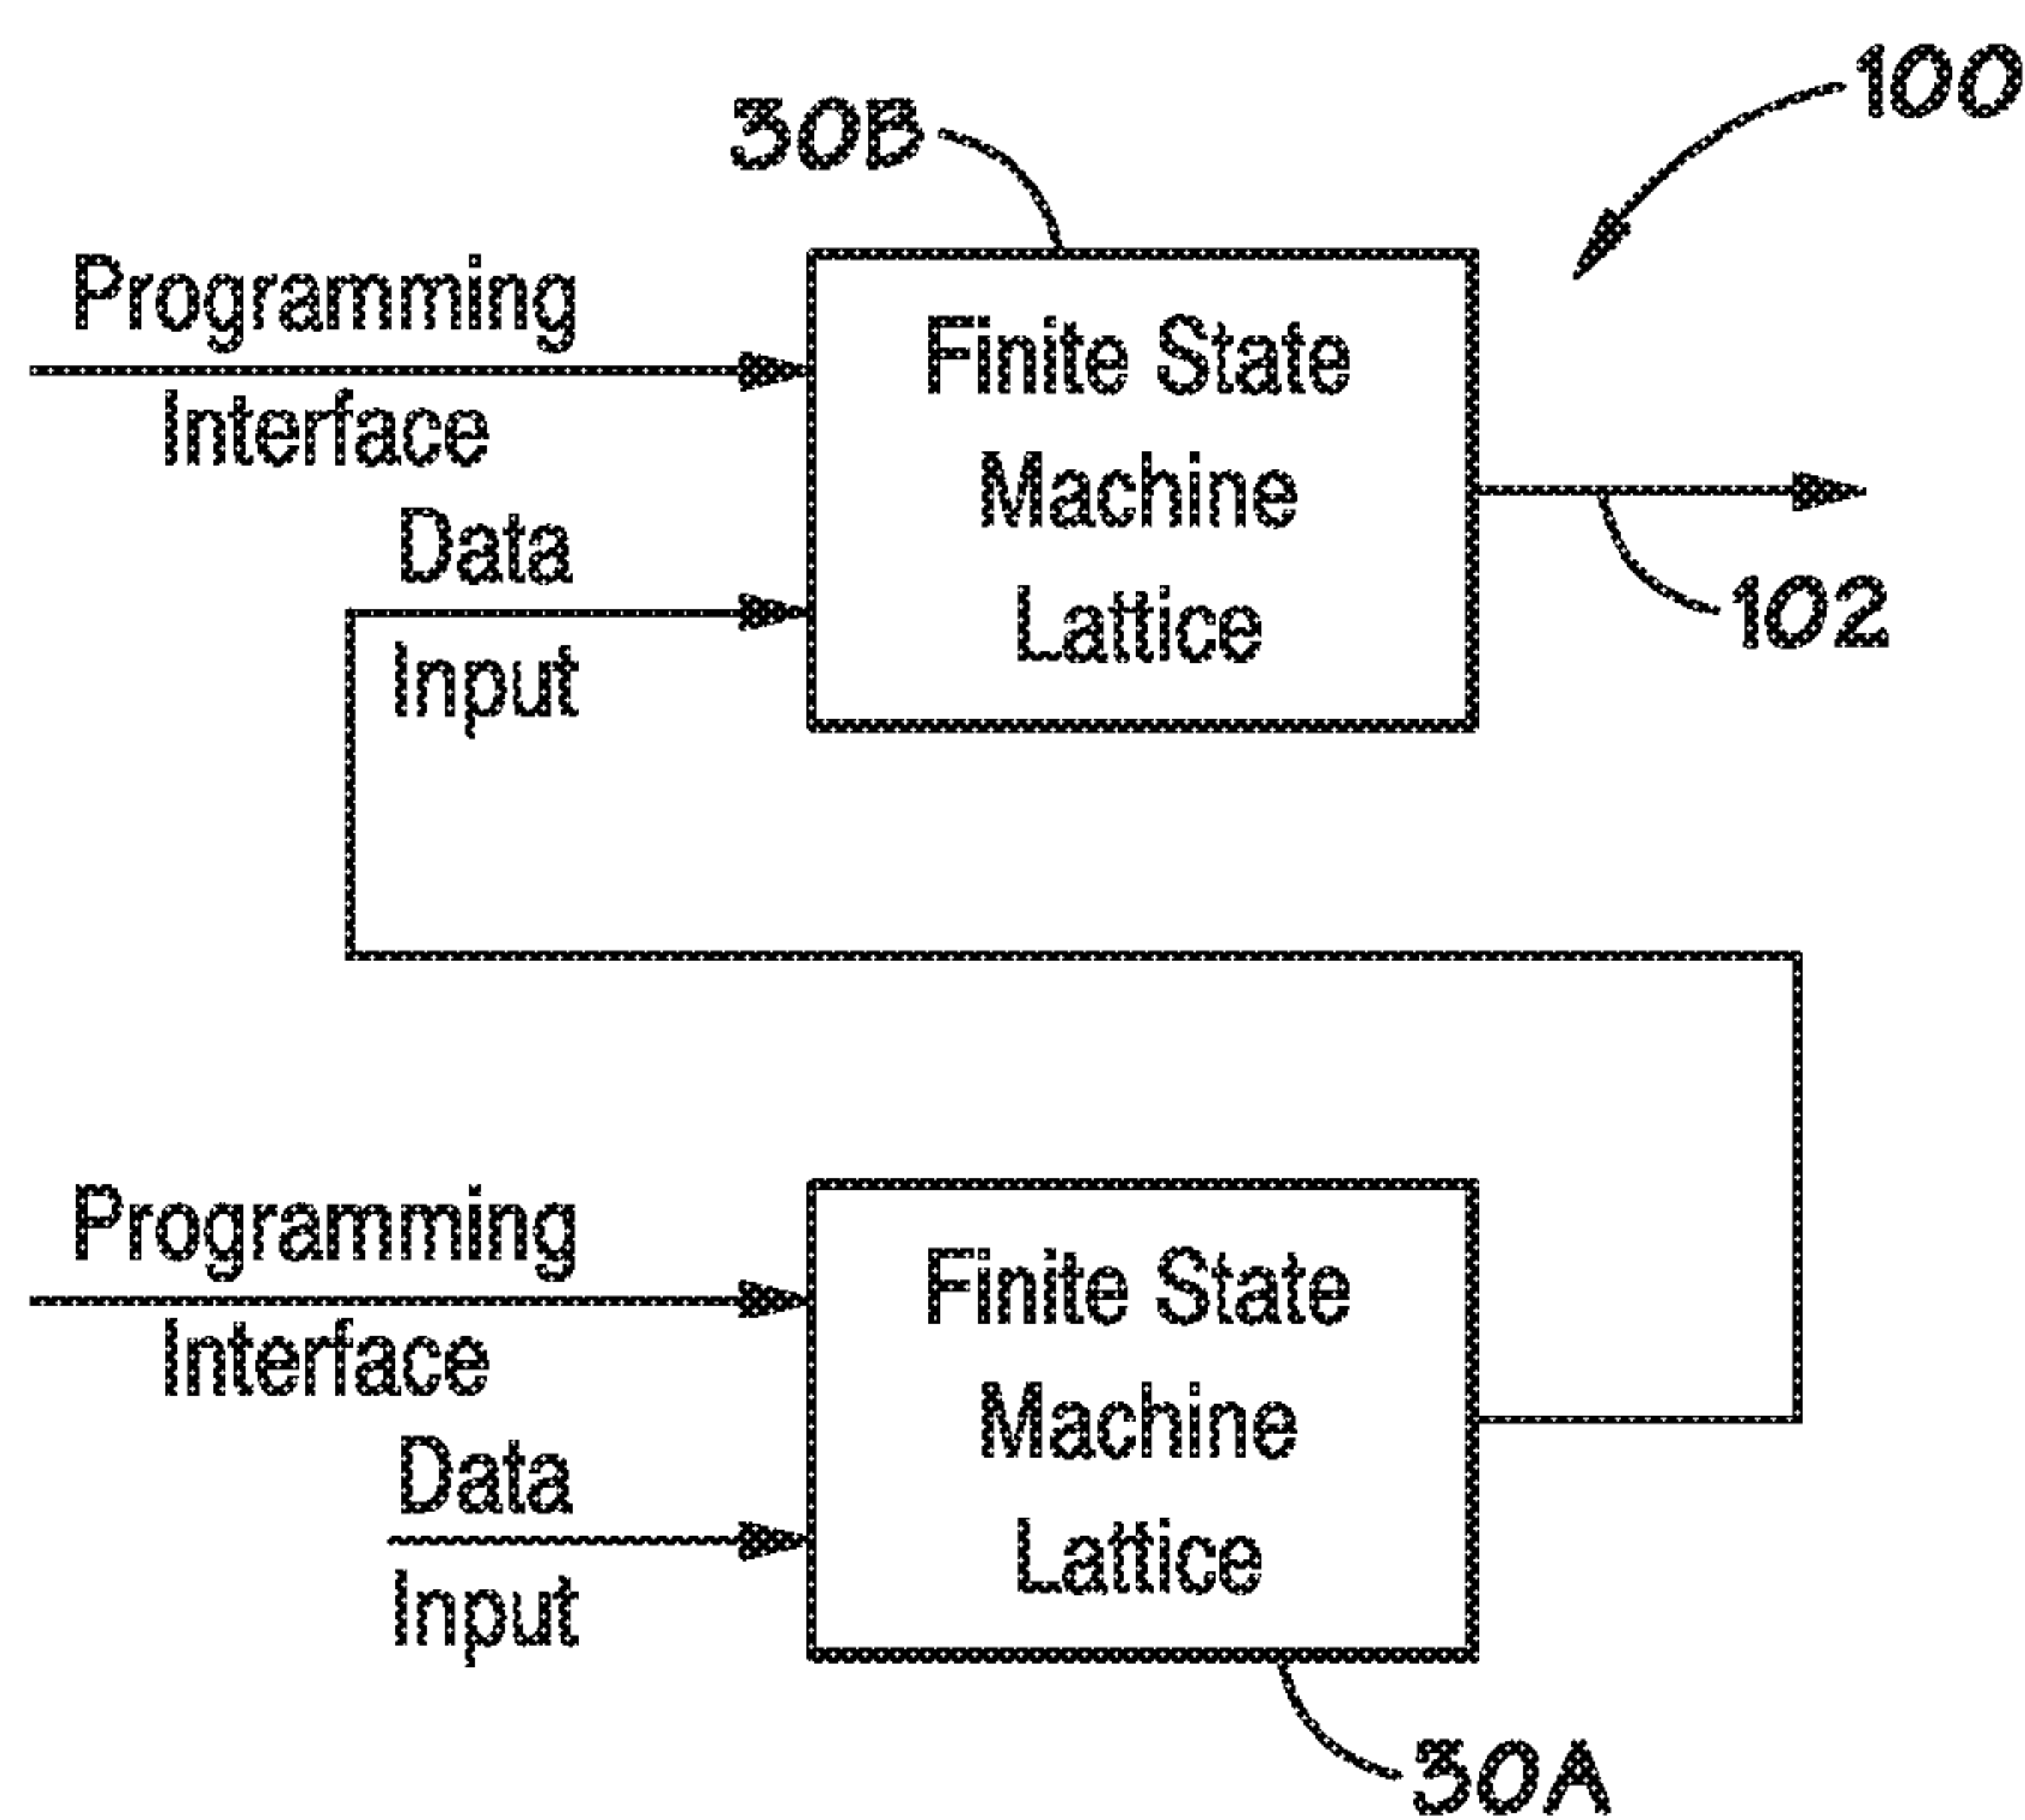 100
30B
Programming
Interface
Finite State
Machine
Lattice
Data
Input
102
Programming
Interface
Finite State
Machine
Lattice
Data
Input
30A